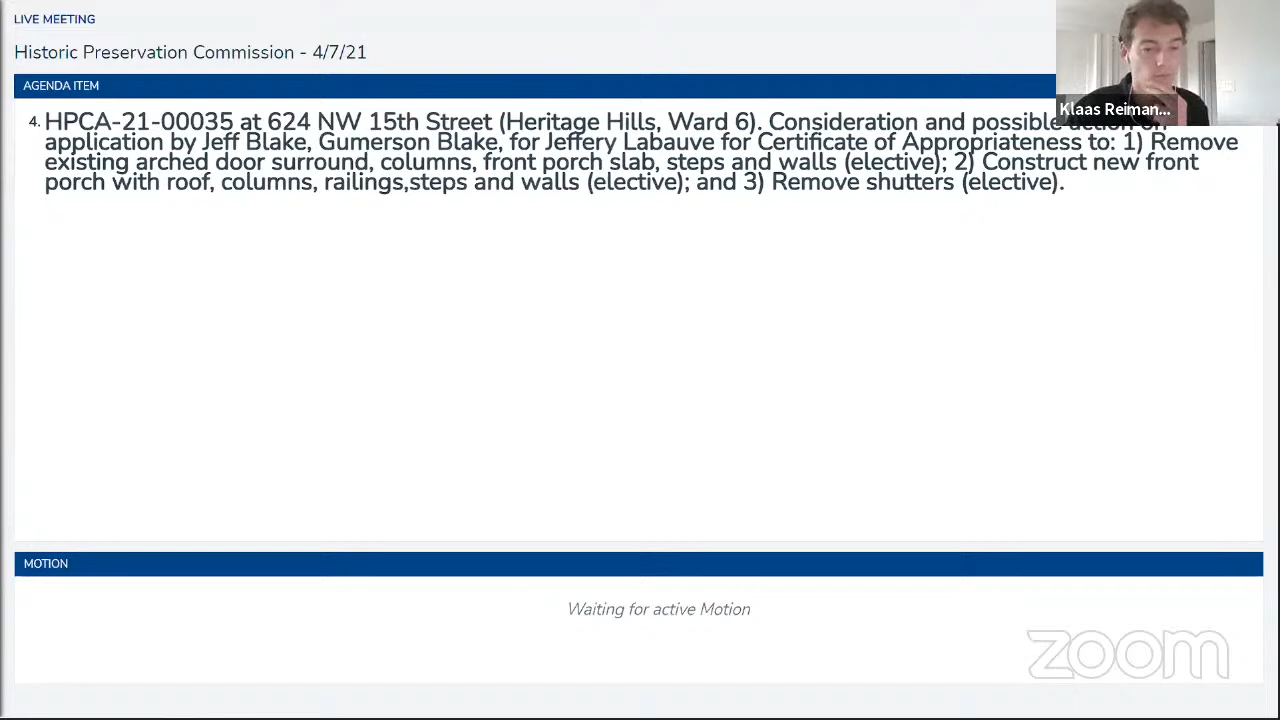 LIVE MEETING
Historic Preservation Commission - 4/7/21
AGENDA ITEM
Klaas Reiman...
4. HPCA-21-00035 at 624 NW 15th Street (Heritage Hills, Ward 6). Consideration and possible action on
application by Jeff Blake, Gumerson Blake, for Jeffery Labauve for Certificate of Appropriateness to: 1) Remove
existing arched door surround, columns, front porch slab, steps and walls (elective); 2) Construct new front
porch with roof, columns, railings,steps and walls (elective); and 3) Remove shutters (elective).
MOTION
Waiting for active Motion
zoom